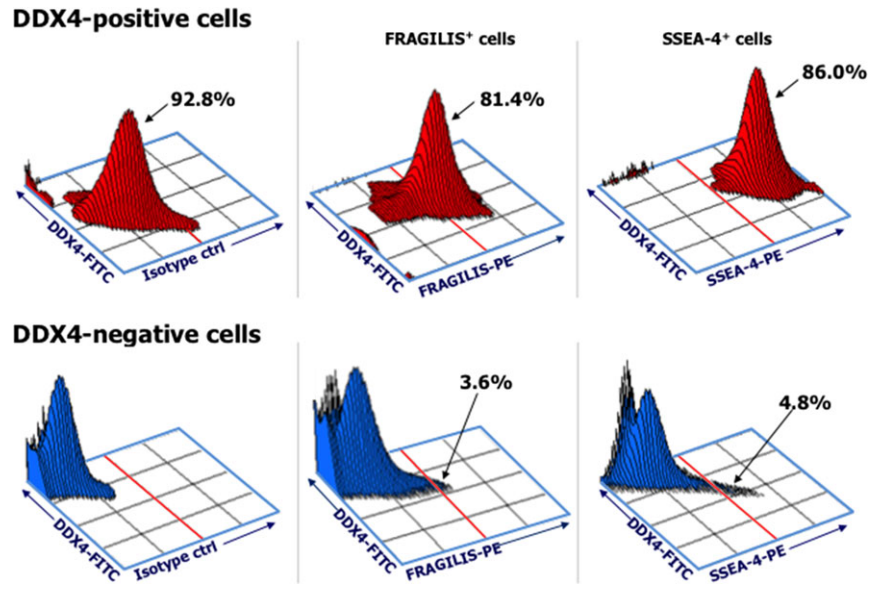 DDX4-positive cells
FRAGILIS⁺ cells
SSEA-4⁺ cells
92.8%
81.4%
86.0%
DDX4-FITC
Isotype ctrl
DDX4-FITC
FRAGILIS-PE
DDX4-FITC
SSEA-4-PE
DDX4-negative cells
3.6%
4.8%
DDX4-FITC
Isotype ctrl
DDX4-FITC
FRAGILIS-PE
DDX4-FITC
SSEA-4-PE